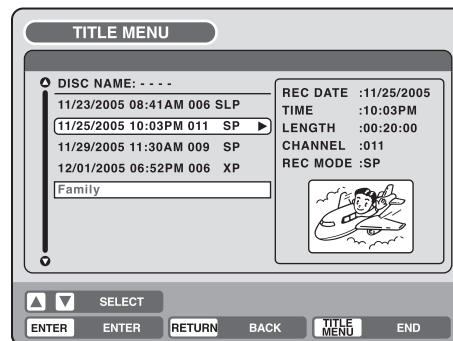 TITLE MENU
DISC NAME: - - - -
11/23/2005 08:41AM 006 SLP
11/25/2005 10:03PM 011 SP
11/29/2005 11:30AM 009 SP
12/01/2005 06:52PM 006 XP
Family
REC DATE :11/25/2005
TIME :10:03PM
LENGTH :00:20:00
CHANNEL :011
REC MODE :SP
SELECT
ENTER ENTER RETURN BACK TITLE MENU END